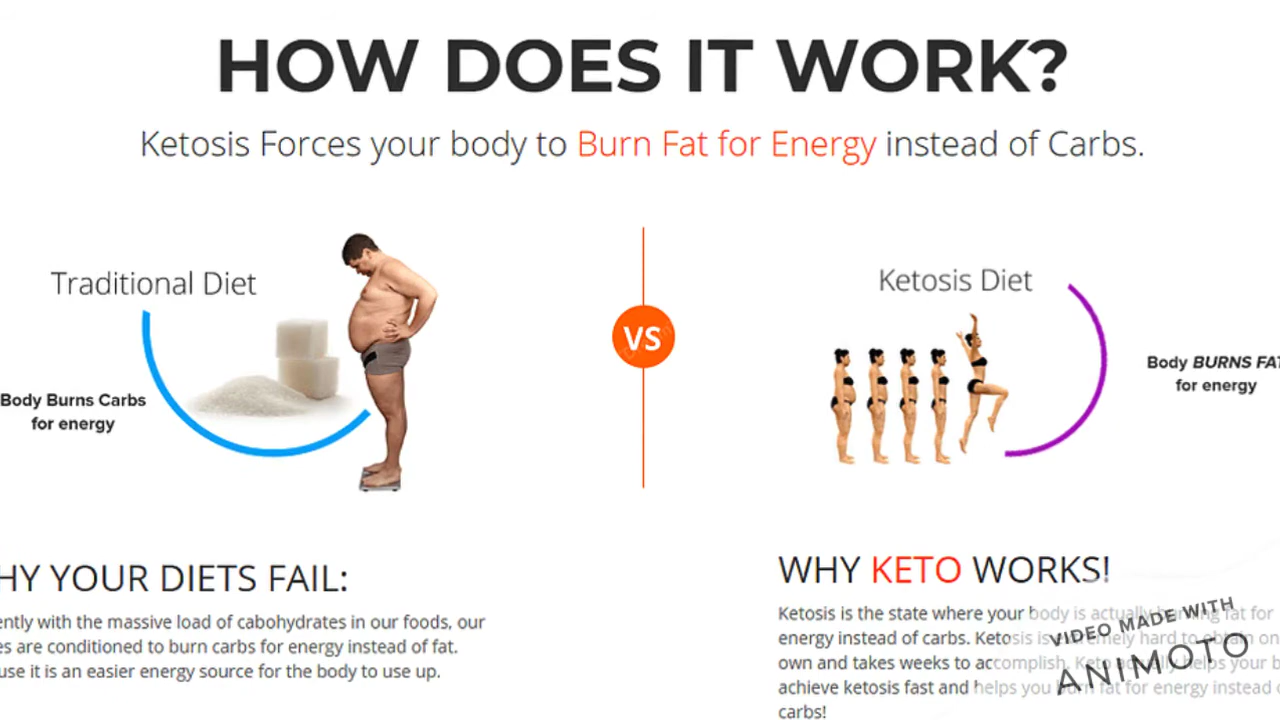 HOW DOES IT WORK?
Ketosis Forces your body to Burn Fat for Energy instead of Carbs.
Traditional Diet
Body Burns Carbs
for energy
VS
Ketosis Diet
Body BURNS FAT
for energy
HY YOUR DIETS FAIL:
ently with the massive load of cabohydrates in our foods, our
es are conditioned to burn carbs for energy instead of fat.
use it is an easier energy source for the body to use up.
WHY KETO WORKS!
Ketosis is the state where your body is actually burning fat for
energy instead of carbs. Ketosis is extremely hard to obtain on
own and takes weeks to accomplish. Keto actually helps your b
achieve ketosis fast and helps you burn fat for energy instead
carbs!
VIDEO MADE WITH
ANIMOTO